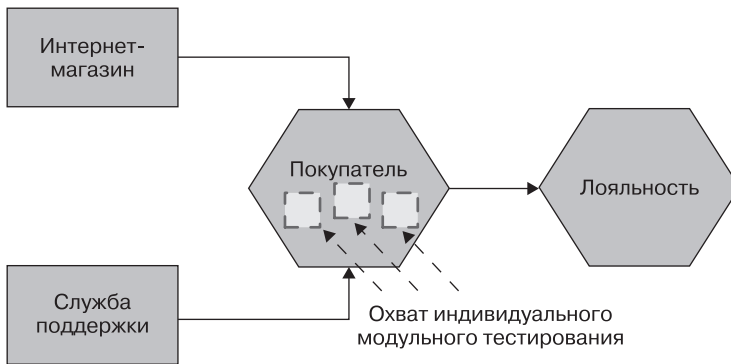 Интернет-
магазин
Покупатель
Лояльность
Служба
поддержки
Охват индивидуального
модульного тестирования